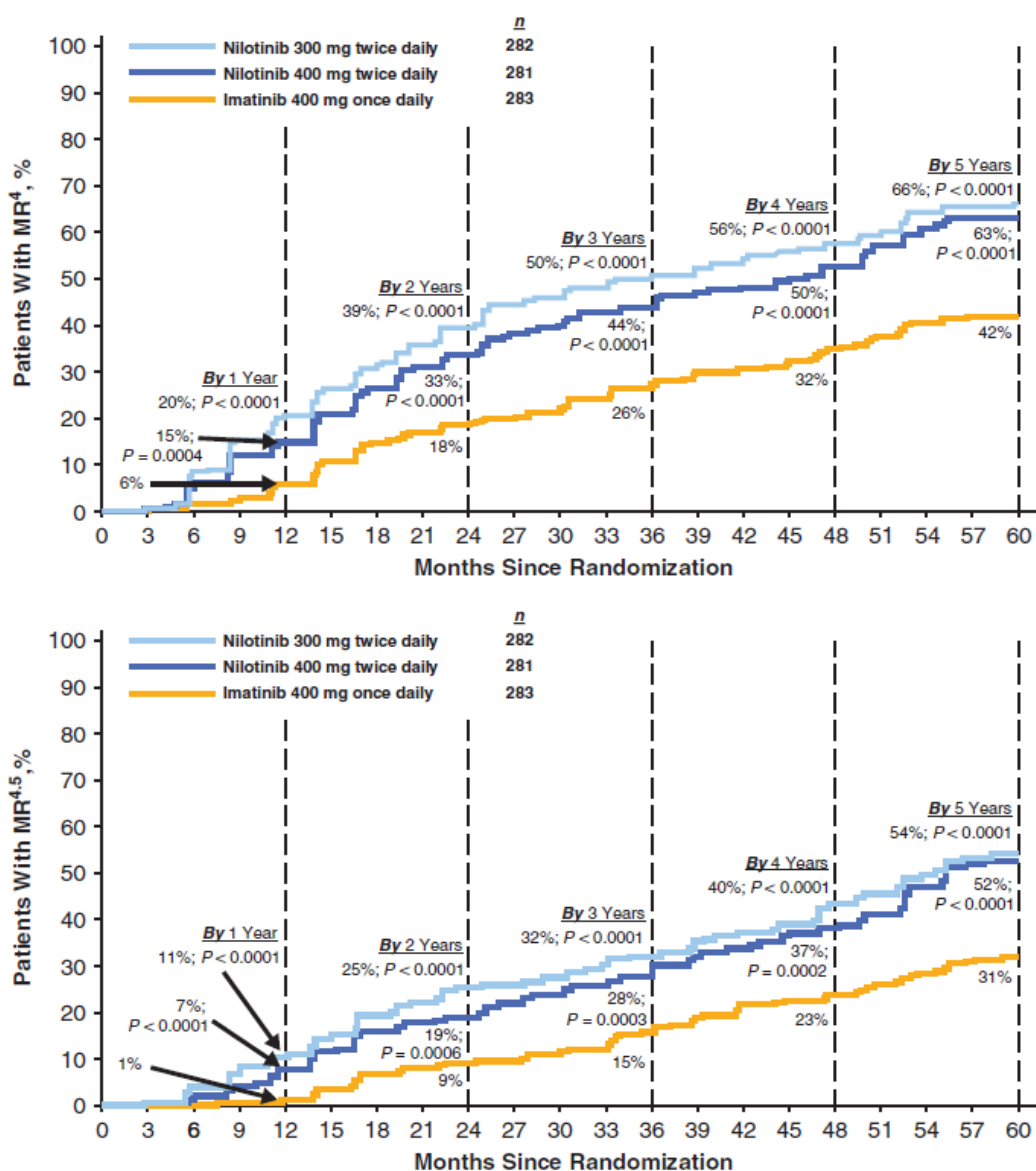 n
Nilotinib 300 mg twice daily 282
Nilotinib 400 mg twice daily 281
Imatinib 400 mg once daily 283
Patients With MR4, %
100
90
80
70
60
50
40
30
20
10
0
By 1 Year
20%; P < 0.0001
15%;
P = 0.0004
6%
By 2 Years
39%; P < 0.0001
33%;
P < 0.0001
18%
By 3 Years
50%; P < 0.0001
44%;
P < 0.0001
26%
By 4 Years
56%; P < 0.0001
50%;
P < 0.0001
32%
By 5 Years
66%; P < 0.0001
63%;
P < 0.0001
42%
0 3 6 9 12 15 18 21 24 27 30 33 36 39 42 45 48 51 54 57 60
Months Since Randomization
n
Nilotinib 300 mg twice daily 282
Nilotinib 400 mg twice daily 281
Imatinib 400 mg once daily 283
Patients With MR4.5,%
100
90
80
70
60
50
40
30
20
10
0
By 1 Year
11%; P < 0.0001
7%;
P < 0.0001
1%
By 2 Years
25%; P < 0.0001
19%;
P = 0.0006
9%
By 3 Years
32%; P < 0.0001
28%;
P = 0.0003
15%
By 4 Years
40%; P < 0.0001
37%;
P = 0.0002
23%
By 5 Years
54%; P < 0.0001
52%;
P < 0.0001
31%
0 3 6 9 12 15 18 21 24 27 30 33 36 39 42 45 48 51 54 57 60
Months Since Randomization